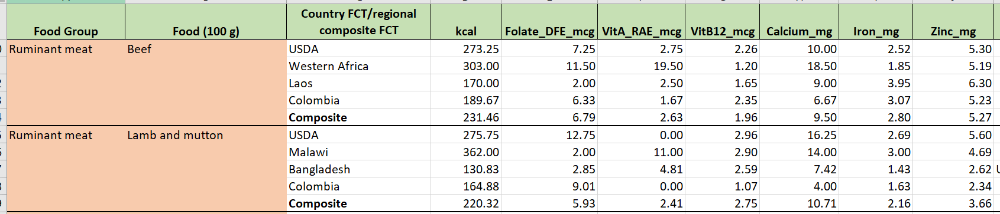 Food Group Food (100 g) Country FCT/regional composite FCT kcal Folate_DFE_mcg VitA_RAE_mcg VitB12_mcg Calcium_mg Iron_mg Zinc_mg
Ruminant meat Beef USDA 273.25 7.25 2.75 2.26 10.00 2.52 5.30
Western Africa 303.00 11.50 19.50 1.20 18.50 1.85 5.19
Laos 170.00 2.00 2.50 1.65 9.00 3.95 6.30
Colombia 189.67 6.33 1.67 2.35 6.67 3.07 5.23
Composite 231.46 6.79 2.63 1.96 9.50 2.80 5.27
Ruminant meat Lamb and mutton USDA 275.75 12.75 0.00 2.96 16.25 2.69 5.60
Malawi 362.00 2.00 11.00 2.90 14.00 3.00 4.69
Bangladesh 130.83 2.85 4.81 2.59 7.42 1.43 2.62
Colombia 164.88 9.01 0.00 1.07 4.00 1.63 2.34
Composite 220.32 5.93 2.41 2.75 10.71 2.16 3.66